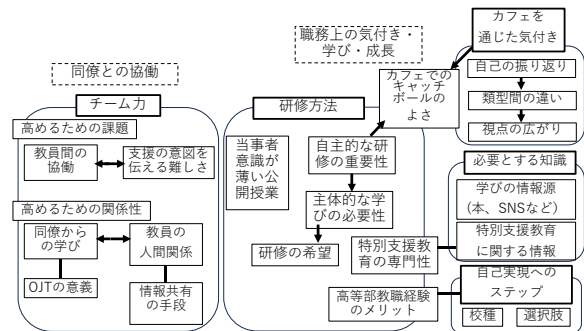 同僚との協働
チーム力
高めるための課題
教員間の
協働
支援の意図を
伝える難しさ
高めるための関係性
同僚からの
学び
教員の
人間関係
OJTの意義
情報共有
の手段
職務上の気付き・
学び・成長
研修方法
当事者
意識が
薄い公
開授業
カフェでの
キャッチ
ボールの
よさ
自主的な研
修の重要性
主体的な学
びの必要性
研修の希望
特別支援教
育の専門性
高等部教職経験
のメリット
カフェを
通じた気付き
自己の振り返り
類型間の違い
視点の広がり
必要とする知識
学びの情報源
(本、SNSなど)
特別支援教育
に関する情報
自己実現への
ステップ
校種
選択肢